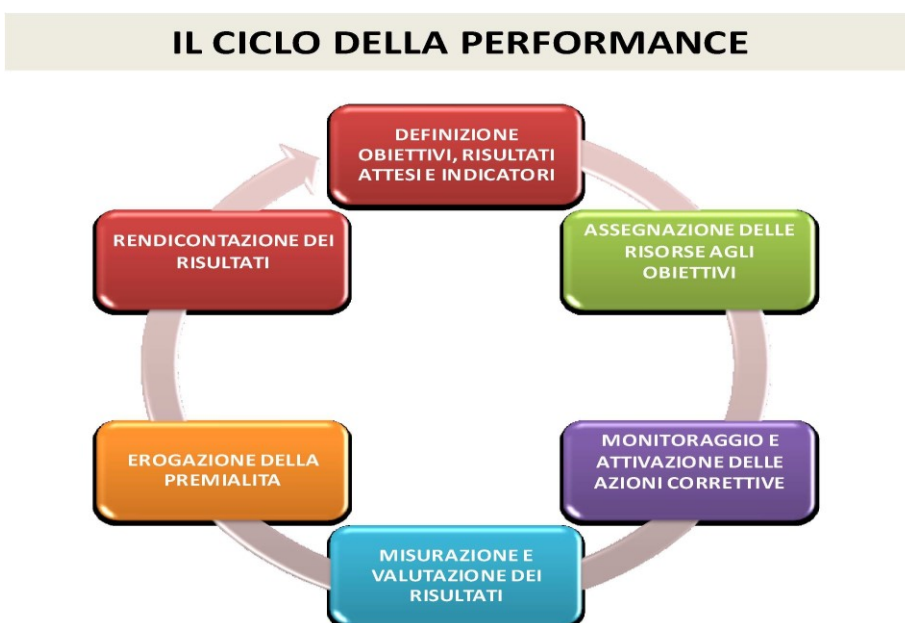 IL CICLO DELLA PERFORMANCE
DEFINIZIONE
OBIETTIVI, RISULTATI
ATTESI E INDICATORI
ASSEGNAZIONE DELLE
RISORSE AGLI
OBIETTIVI
MONITORAGGIO E
ATTIVAZIONE DELLE
AZIONI CORRETTIVE
MISURAZIONE E
VALUTAZIONE DEI
RISULTATI
EROGAZIONE DELLA
PREMIALITA
RENDICONTAZIONE DEI
RISULTATI